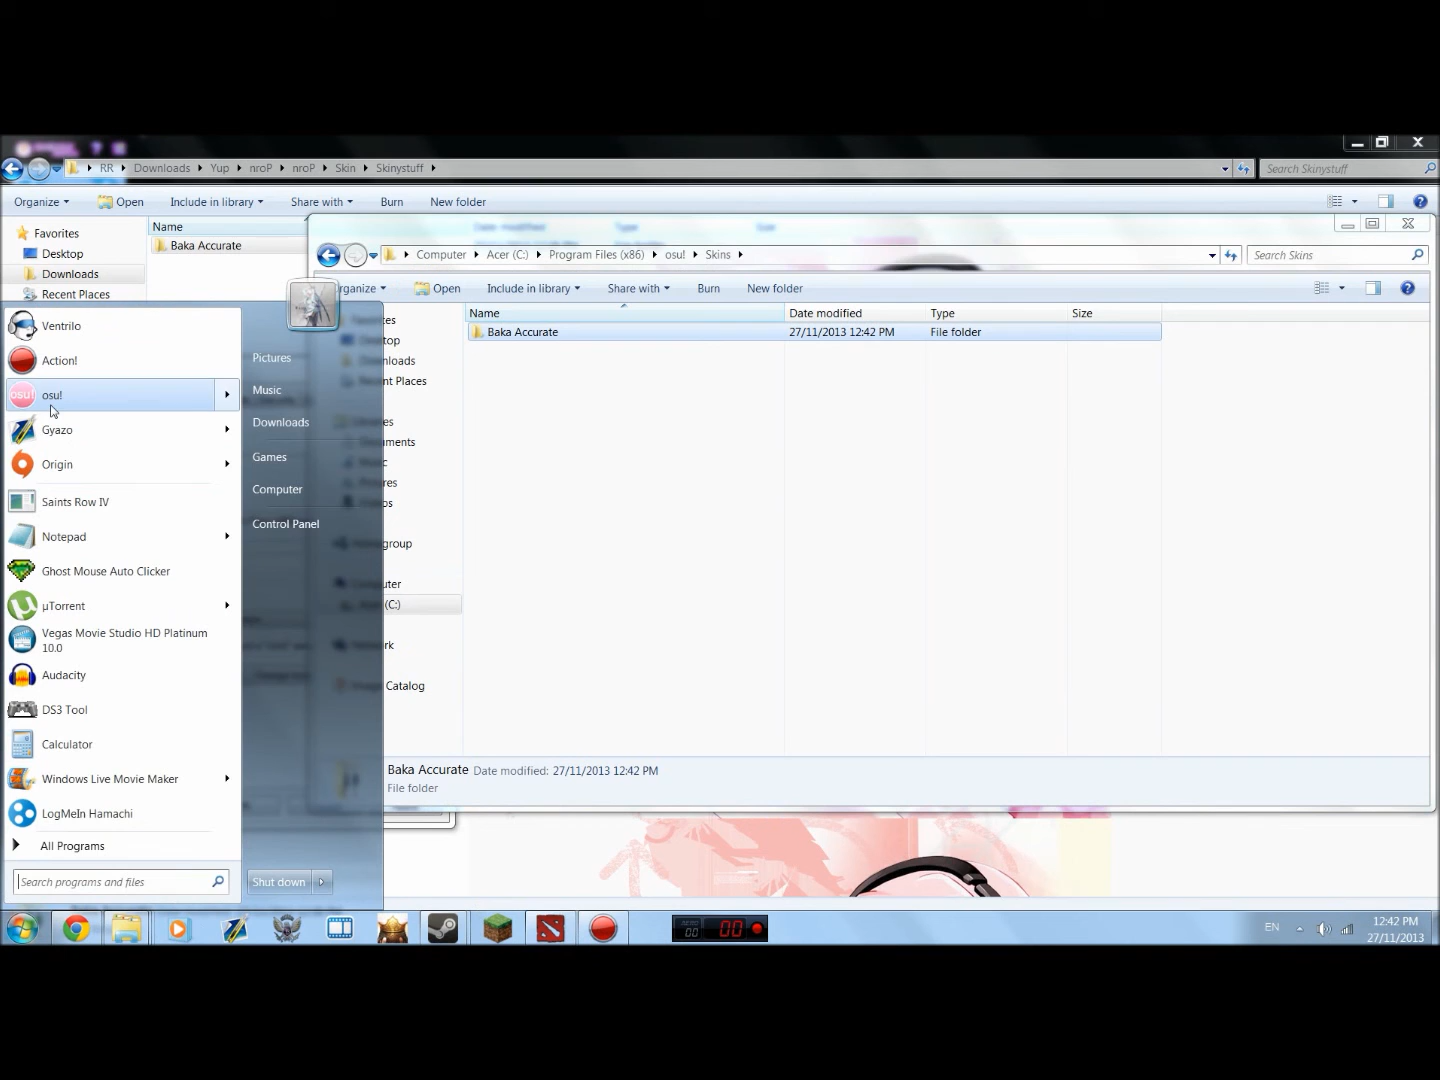 RR Downloads Yup nroP nroP Skin Skinystuff
Search Skinystuff
Organize Open Include in library Share with Burn New folder
Name
Favorites
Baka Accurate
Desktop
Downloads
Recent Places
Computer Acer (C:) Program Files (x86) osu! Skins
Search Skins
Open Include in library Share with Burn New folder
Name Date modified Type Size
Baka Accurate 27/11/2013 12:42 PM File folder
Baka Accurate Date modified: 27/11/2013 12:42 PM
File folder
Ventrilo
Action!
osu!
osu!
Gyazo
Origin
Saints Row IV
Notepad
Ghost Mouse Auto Clicker
µTorrent
Vegas Movie Studio HD Platinum
10.0
Audacity
DS3 Tool
Calculator
Windows Live Movie Maker
LogMeIn Hamachi
All Programs
Search programs and files
Pictures
Music
Downloads
Games
Computer
Control Panel
Shut down
00 00
EN
12:42 PM
27/11/2013